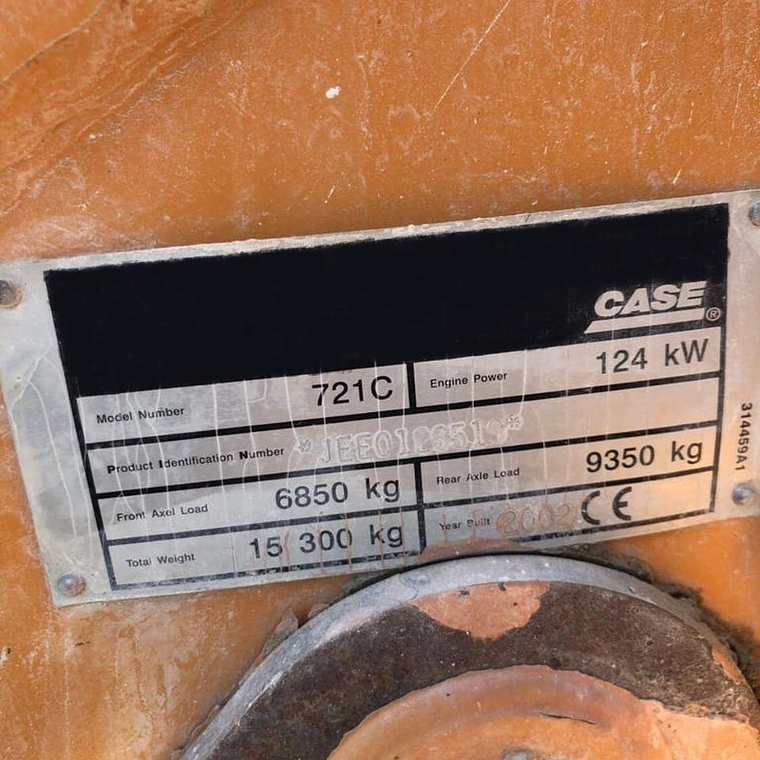 CASE®
Model Number 721C Engine Power 124 kW
Product Identification Number
Front Axel Load 6850 kg Rear Axle Load 9350 kg
Total Weight 15 300 kg Year Built 2002 CE
314459A1